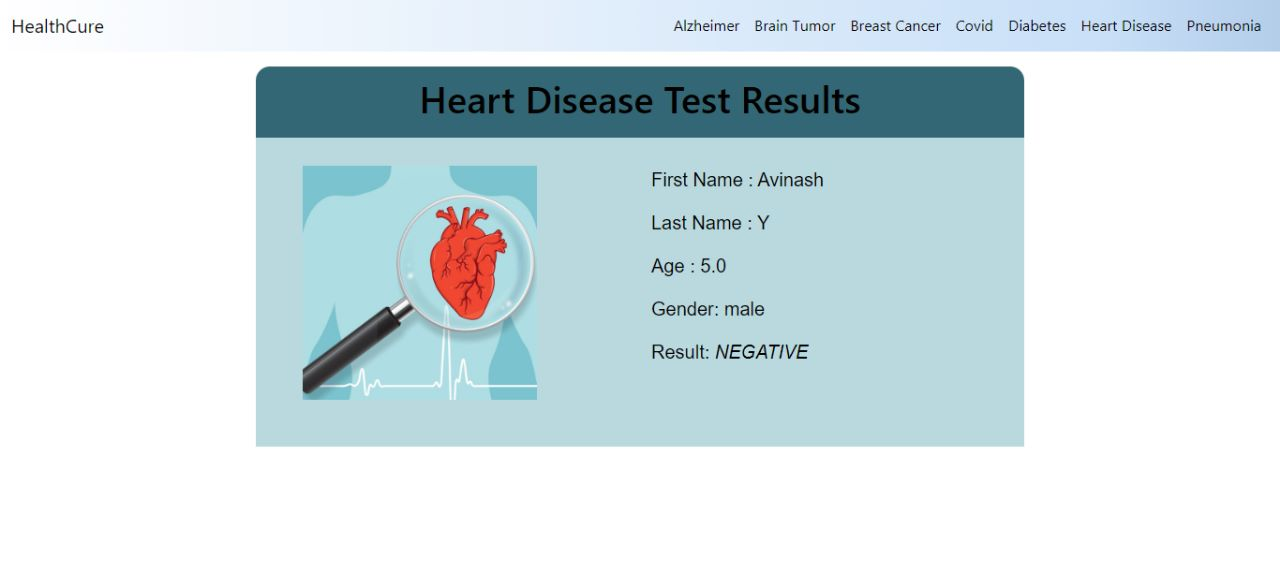 HealthCure
Alzheimer Brain Tumor Breast Cancer Covid Diabetes Heart Disease Pneumonia
Heart Disease Test Results
First Name : Avinash
Last Name : Y
Age : 5.0
Gender: male
Result: NEGATIVE